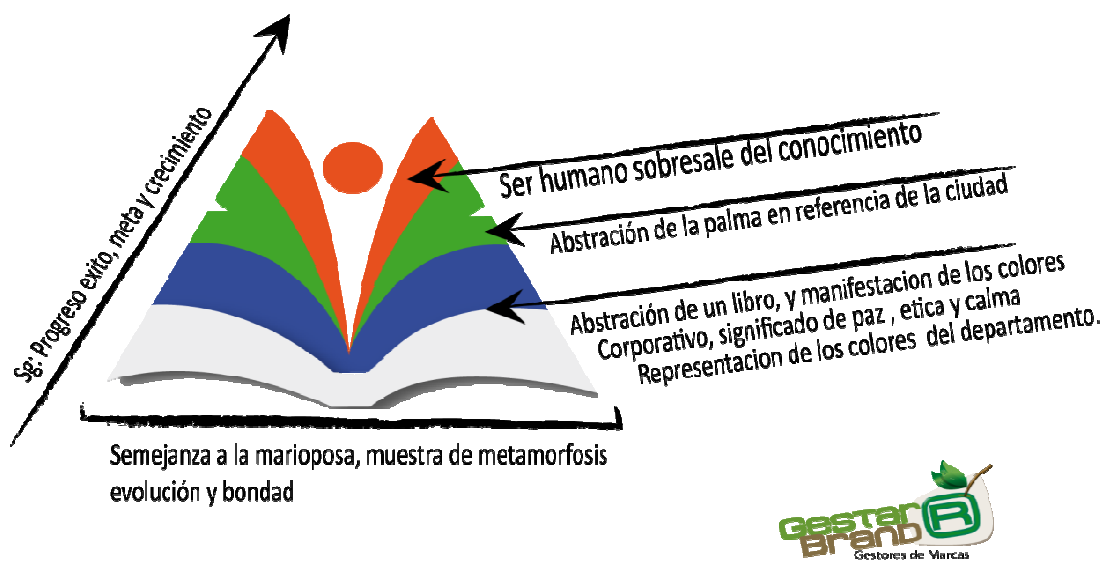 Sg: Progreso exito, meta y crecimiento
Ser humano sobresale del conocimiento
Abstración de la palma en referencia de la ciudad
Abstración de un libro, y manifestacion de los colores
Corporativo, significado de paz , etica y calma
Representacion de los colores del departamento.
Semejanza a la marioposa, muestra de metamorfosis
evolución y bondad
Gestar
Brand
R
Gestores de Marcas